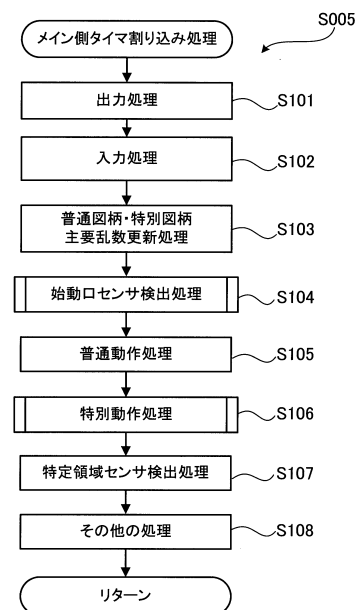 メイン側タイマ割り込み処理
S005
出力処理
S101
入力処理
S102
普通図柄・特別図柄
主要乱数更新処理
S103
始動口センサ検出処理
S104
普通動作処理
S105
特別動作処理
S106
特定領域センサ検出処理
S107
その他の処理
S108
リターン